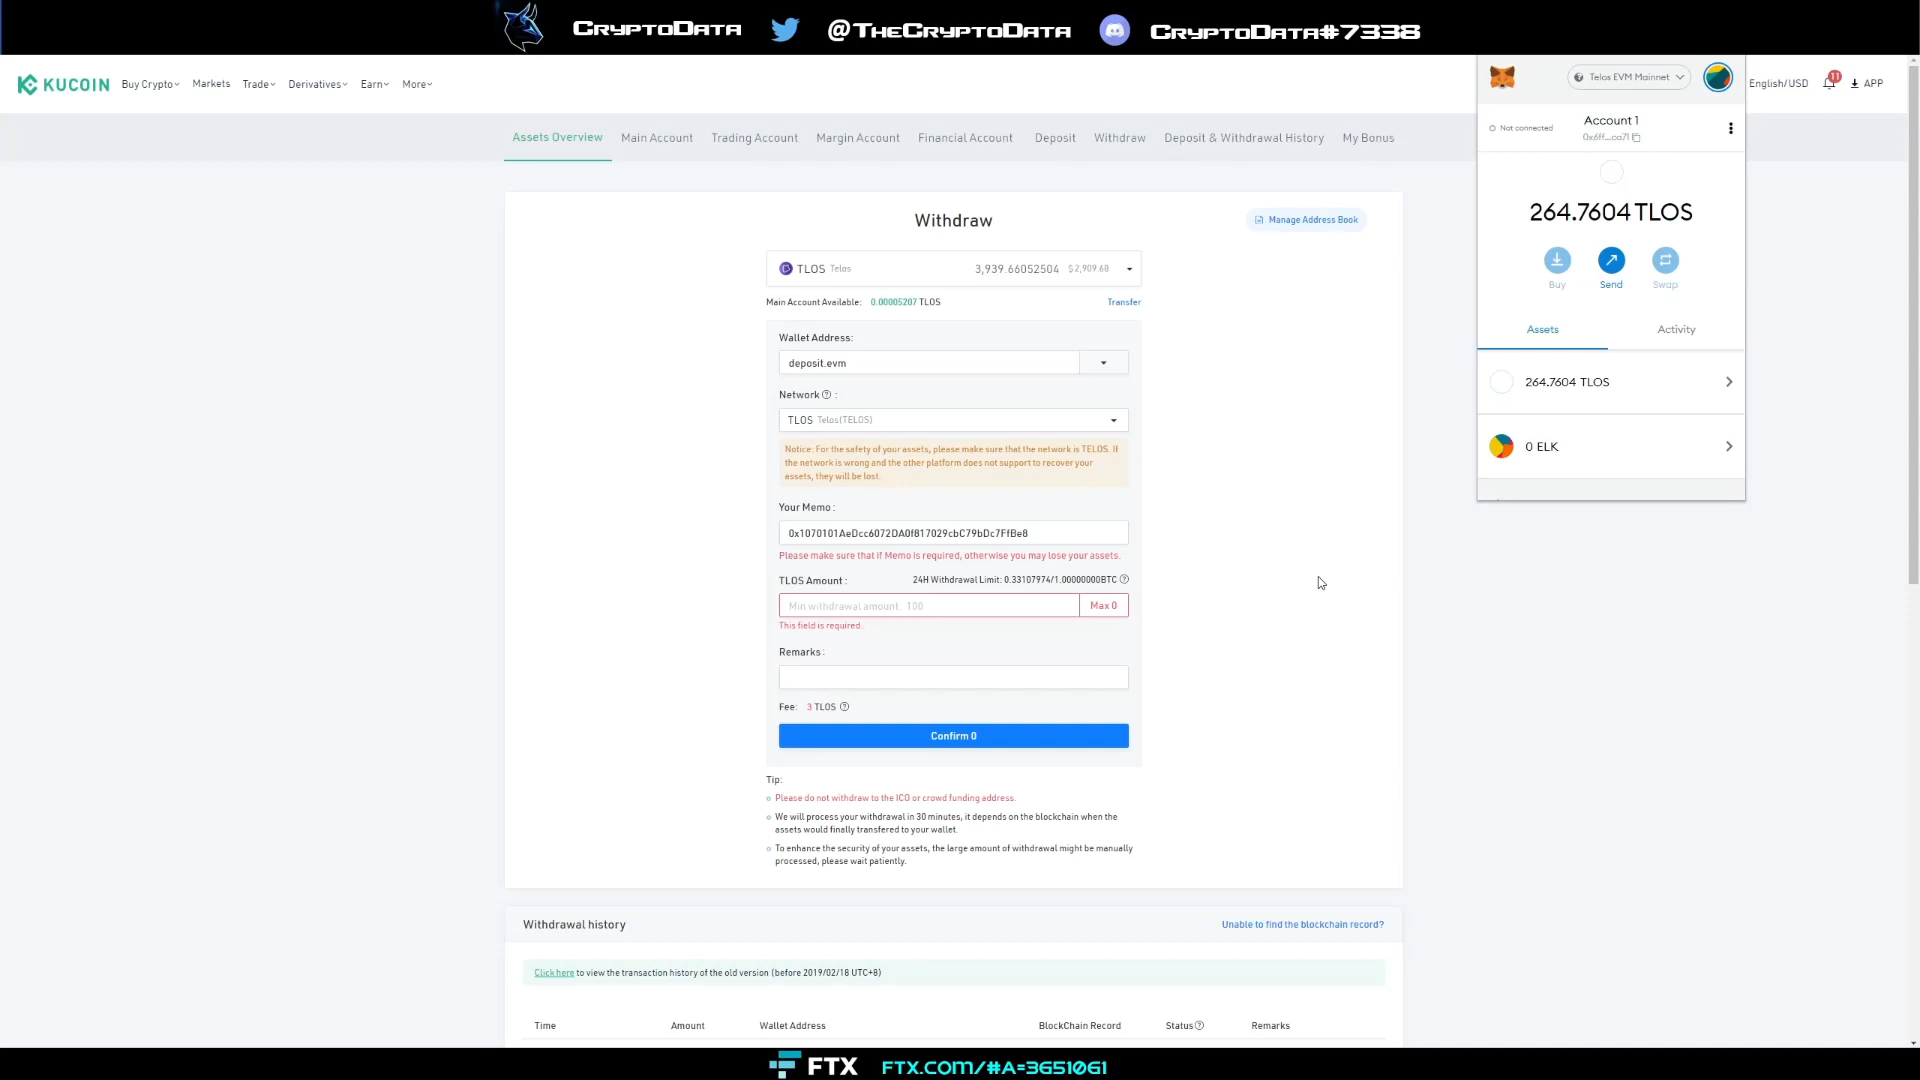 CryptoData @TheCryptoData CryptoData#7338
KUCOIN Buy Crypto Markets Trade Derivatives Earn More
Telos EVM Mainnet
English/USD 11 APP
Assets Overview Main Account Trading Account Margin Account Financial Account Deposit Withdraw Deposit & Withdrawal History My Bonus
Not connected
Account 1
0x6ff...ca71
264.7604 TLOS
Buy Send Swap
Assets Activity
264.7604 TLOS
0 ELK
Withdraw
Manage Address Book
TLOS Telos 3,939.66052504 $2,909.68
Main Account Available: 0.00005207 TLOS Transfer
Wallet Address:
deposit.evm
Network ? :
TLOS Telos(TELOS)
Notice: For the safety of your assets, please make sure that the network is TELOS. If
the network is wrong and the other platform does not support to recover your
assets, they will be lost.
Your Memo :
0x1070101AeDcc6072DA0f817029cbC79bDc7FfBe8
Please make sure that if Memo is required, otherwise you may lose your assets.
TLOS Amount : 24H Withdrawal Limit: 0.33107974/1.00000000BTC ?
Min withdrawal amount: 100 Max 0
This field is required.
Remarks :
Fee: 3 TLOS ?
Confirm 0
Tip:
Please do not withdraw to the ICO or crowd funding address.
We will process your withdrawal in 30 minutes, it depends on the blockchain when the
assets would finally transfered to your wallet.
To enhance the security of your assets, the large amount of withdrawal might be manually
processed, please wait patiently.
Withdrawal history Unable to find the blockchain record?
Click here to view the transaction history of the old version (before 2019/02/18 UTC+8)
Time Amount Wallet Address BlockChain Record Status ? Remarks
FTX FTX.com/#a=3651061